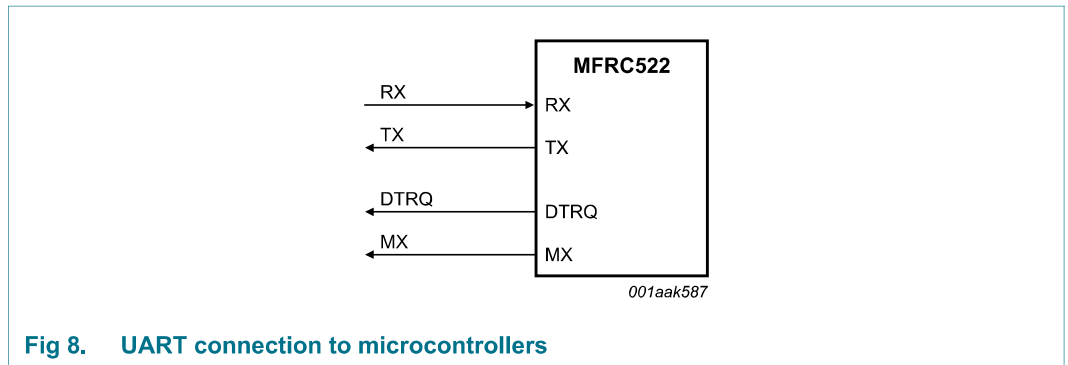 MFRC522
RX RX
TX TX
DTRQ DTRQ
MX MX
001aak587
Fig 8. UART connection to microcontrollers